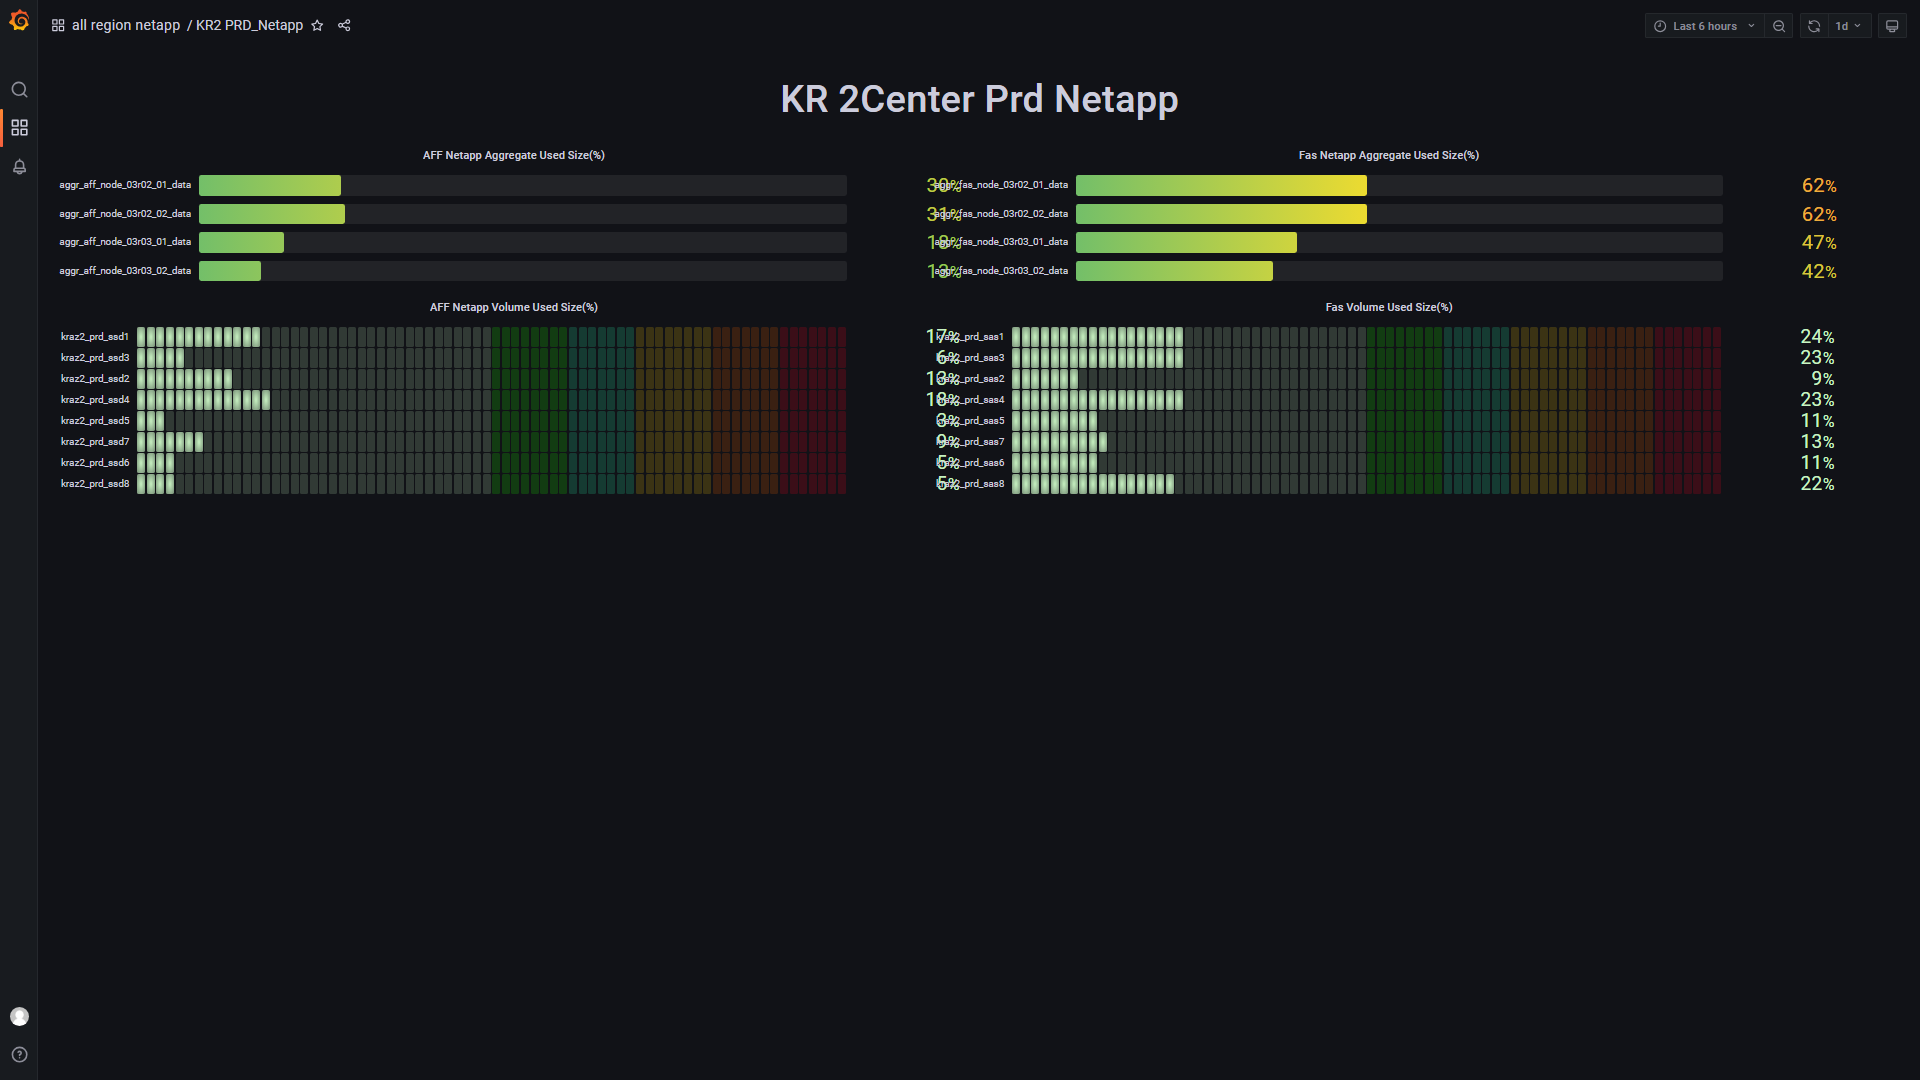 all region netapp / KR2 PRD_Netapp
Last 6 hours
1d
KR 2Center Prd Netapp
AFF Netapp Aggregate Used Size(%)
aggr_aff_node_03r02_01_data 30%
aggr_aff_node_03r02_02_data 31%
aggr_aff_node_03r03_01_data
aggr_aff_node_03r03_02_data 13%
Fas Netapp Aggregate Used Size(%)
aggr_fas_node_03r02_01_data 62%
aggr_fas_node_03r02_02_data 62%
aggr_fas_node_03r03_01_data 47%
aggr_fas_node_03r03_02_data 42%
AFF Netapp Volume Used Size(%)
kraz2_prd_ssd1 17%
kraz2_prd_ssd3 6%
kraz2_prd_ssd2 13%
kraz2_prd_ssd4 18%
kraz2_prd_ssd5 3%
kraz2_prd_ssd7 9%
kraz2_prd_ssd6 5%
kraz2_prd_ssd8 5%
Fas Volume Used Size(%)
kraz2_prd_sas1 24%
kraz2_prd_sas3 23%
kraz2_prd_sas2 9%
kraz2_prd_sas4 23%
kraz2_prd_sas5 11%
kraz2_prd_sas7 13%
kraz2_prd_sas6 11%
kraz2_prd_sas8 22%